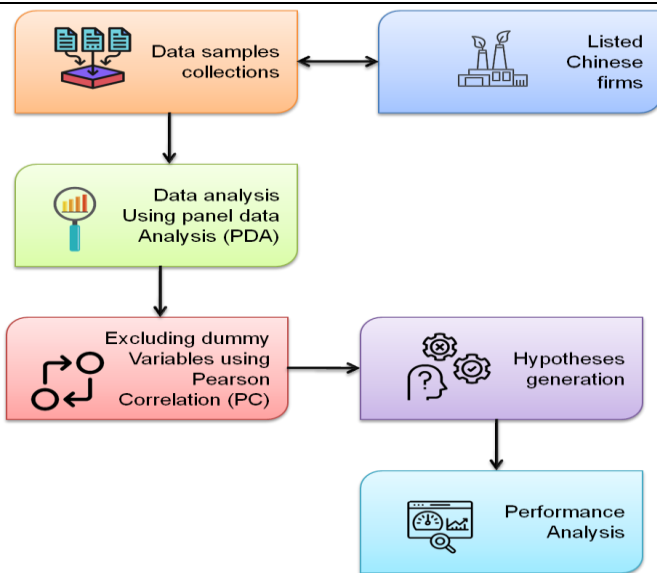 Data samples
collections
Listed
Chinese
firms
Data analysis
Using panel data
Analysis (PDA)
Excluding dummy
Variables using
Pearson
Correlation (PC)
Hypotheses
generation
Performance
Analysis